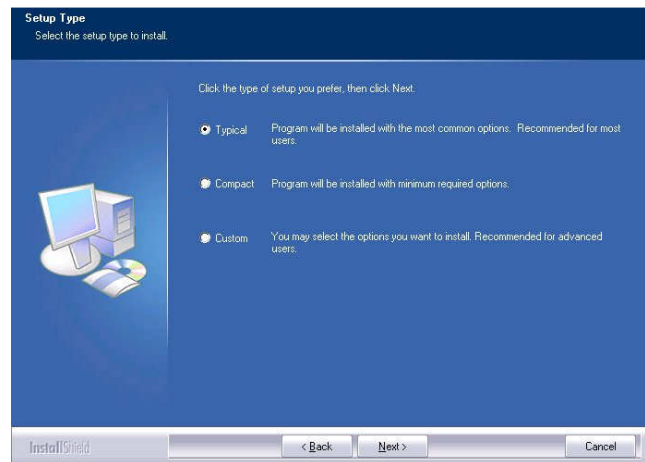 Setup Type
Select the setup type to install.
Click the type of setup you prefer, then click Next.
Typical
Program will be installed with the most common options. Recommended for most
users.
Compact
Program will be installed with minimum required options.
Custom
You may select the options you want to install. Recommended for advanced
users.
InstallShield
< Back
Next >
Cancel